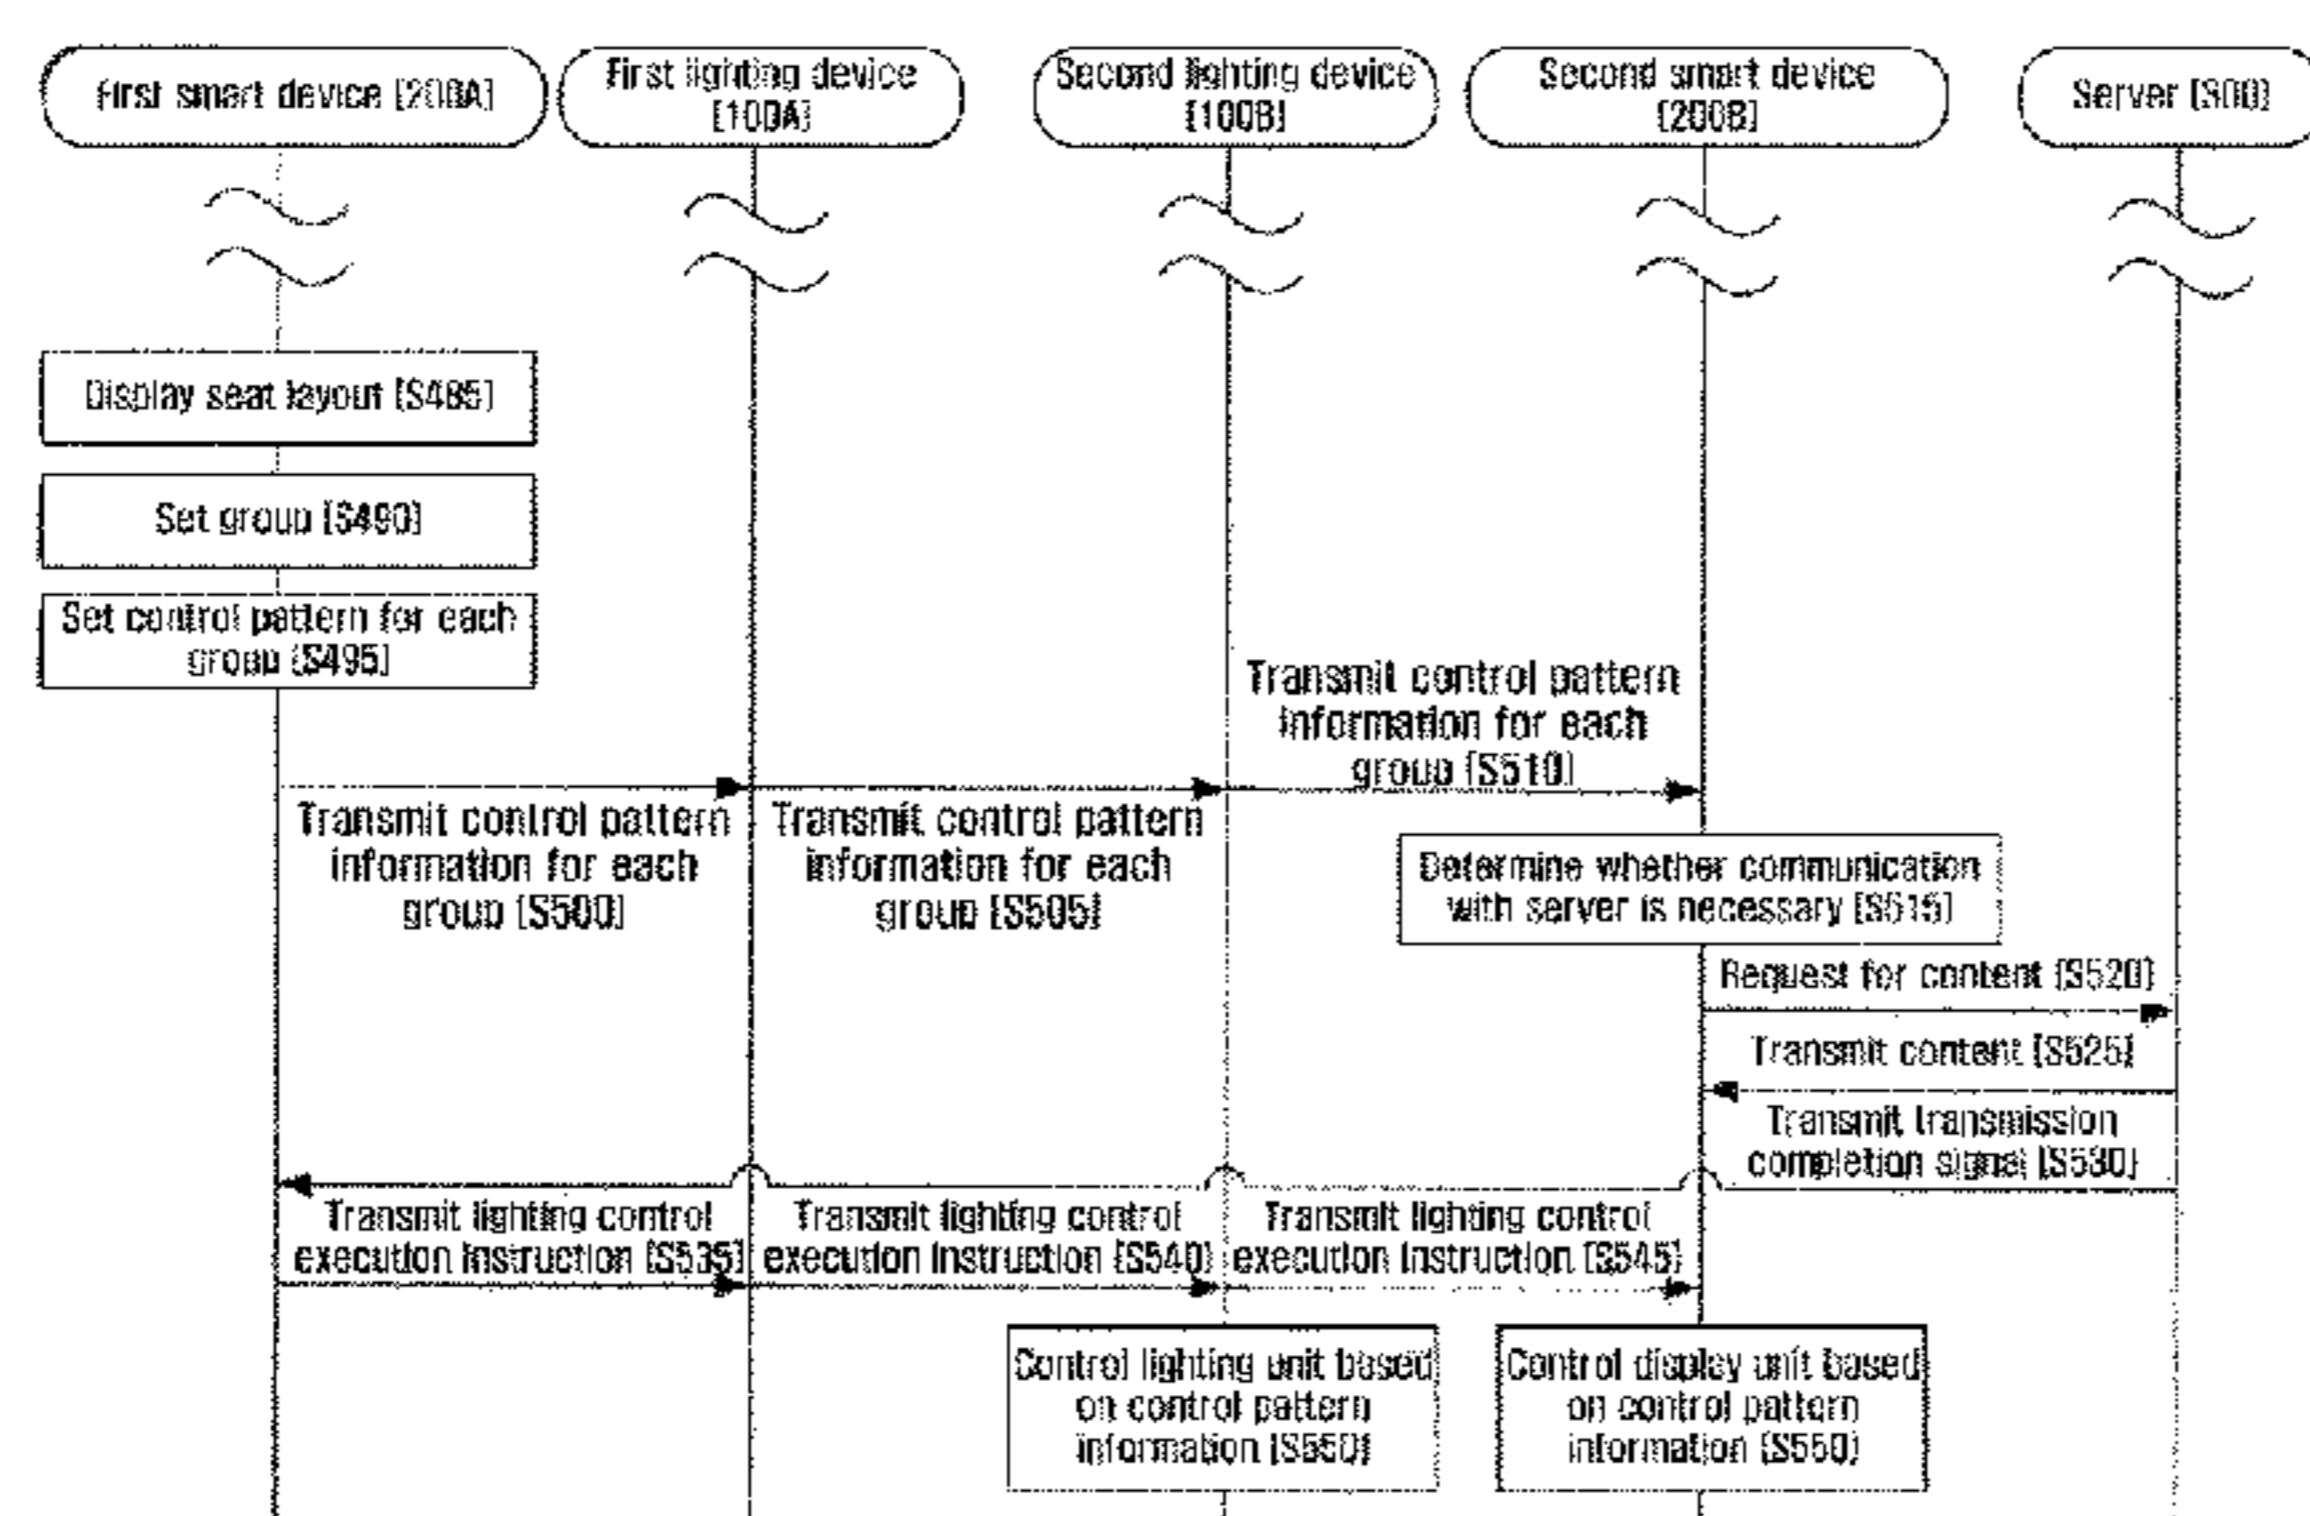 First smart device [200A]
First lighting device
[100A]
Second lighting device
[100B]
Second smart device
[200B]
Server [300]
Display seat layout [S485]
Set group [S490]
Set control pattern for each
group [S495]
Transmit control pattern
information for each
group [S510]
Transmit control pattern
information for each
group [S500]
Transmit control pattern
information for each
group [S505]
Determine whether communication
with server is necessary [S515]
Request for content [S520]
Transmit content [S525]
Transmit transmission
completion signal [S530]
Transmit lighting control
execution instruction [S535]
Transmit lighting control
execution instruction [S540]
Transmit lighting control
execution instruction [S545]
Control lighting unit based
on control pattern
information [S550]
Control display unit based
on control pattern
information [S550]